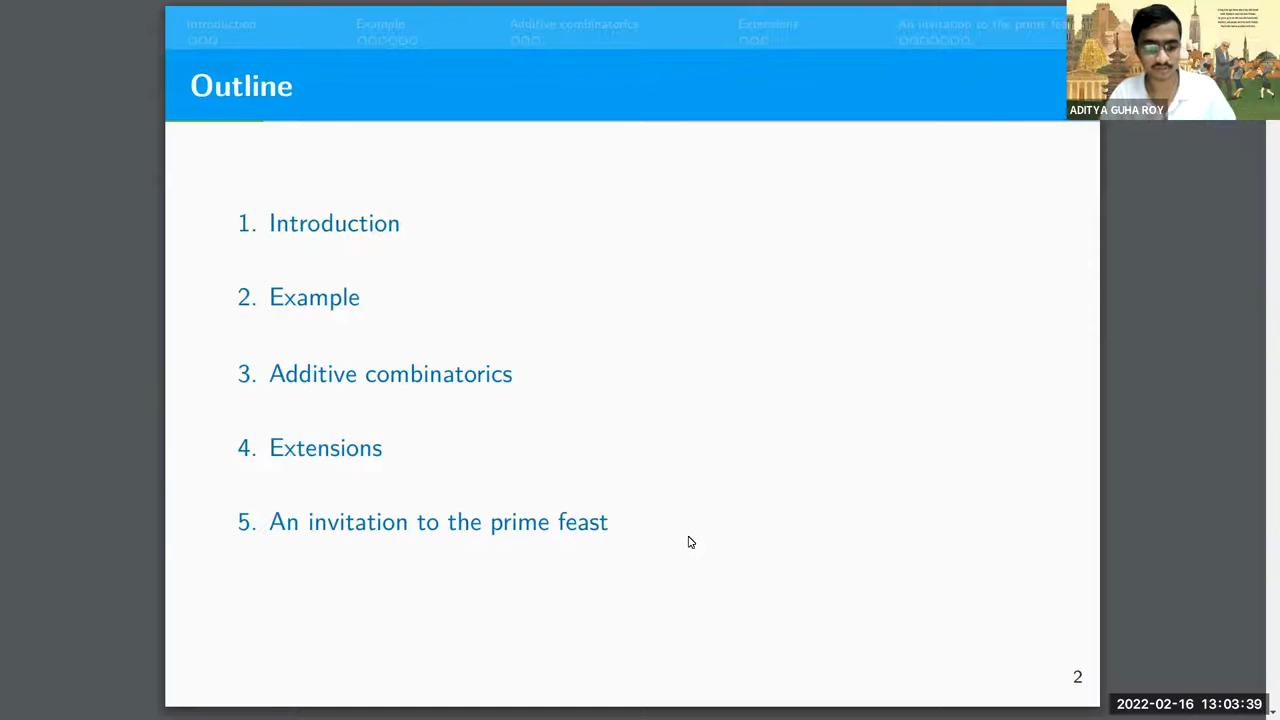 Introduction
Example
Additive combinatorics
Extensions
An invitation to the prime
Outline
ADITYA GUHA ROY
1. Introduction
2. Example
3. Additive combinatorics
4. Extensions
5. An invitation to the prime feast
2
2022-02-16 13:03:39